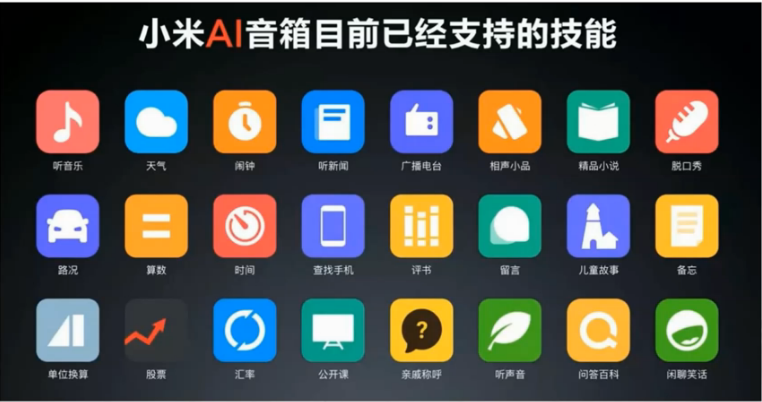 小米AI音箱目前已经支持的技能
听音乐 天气 闹钟 听新闻 广播电台 相声小品 精品小说 脱口秀
路况 算数 时间 查找手机 评书 留言 儿童故事 备忘
?
单位换算 股票 汇率 公开课 亲戚称呼 听声音 问答百科 闲聊笑话